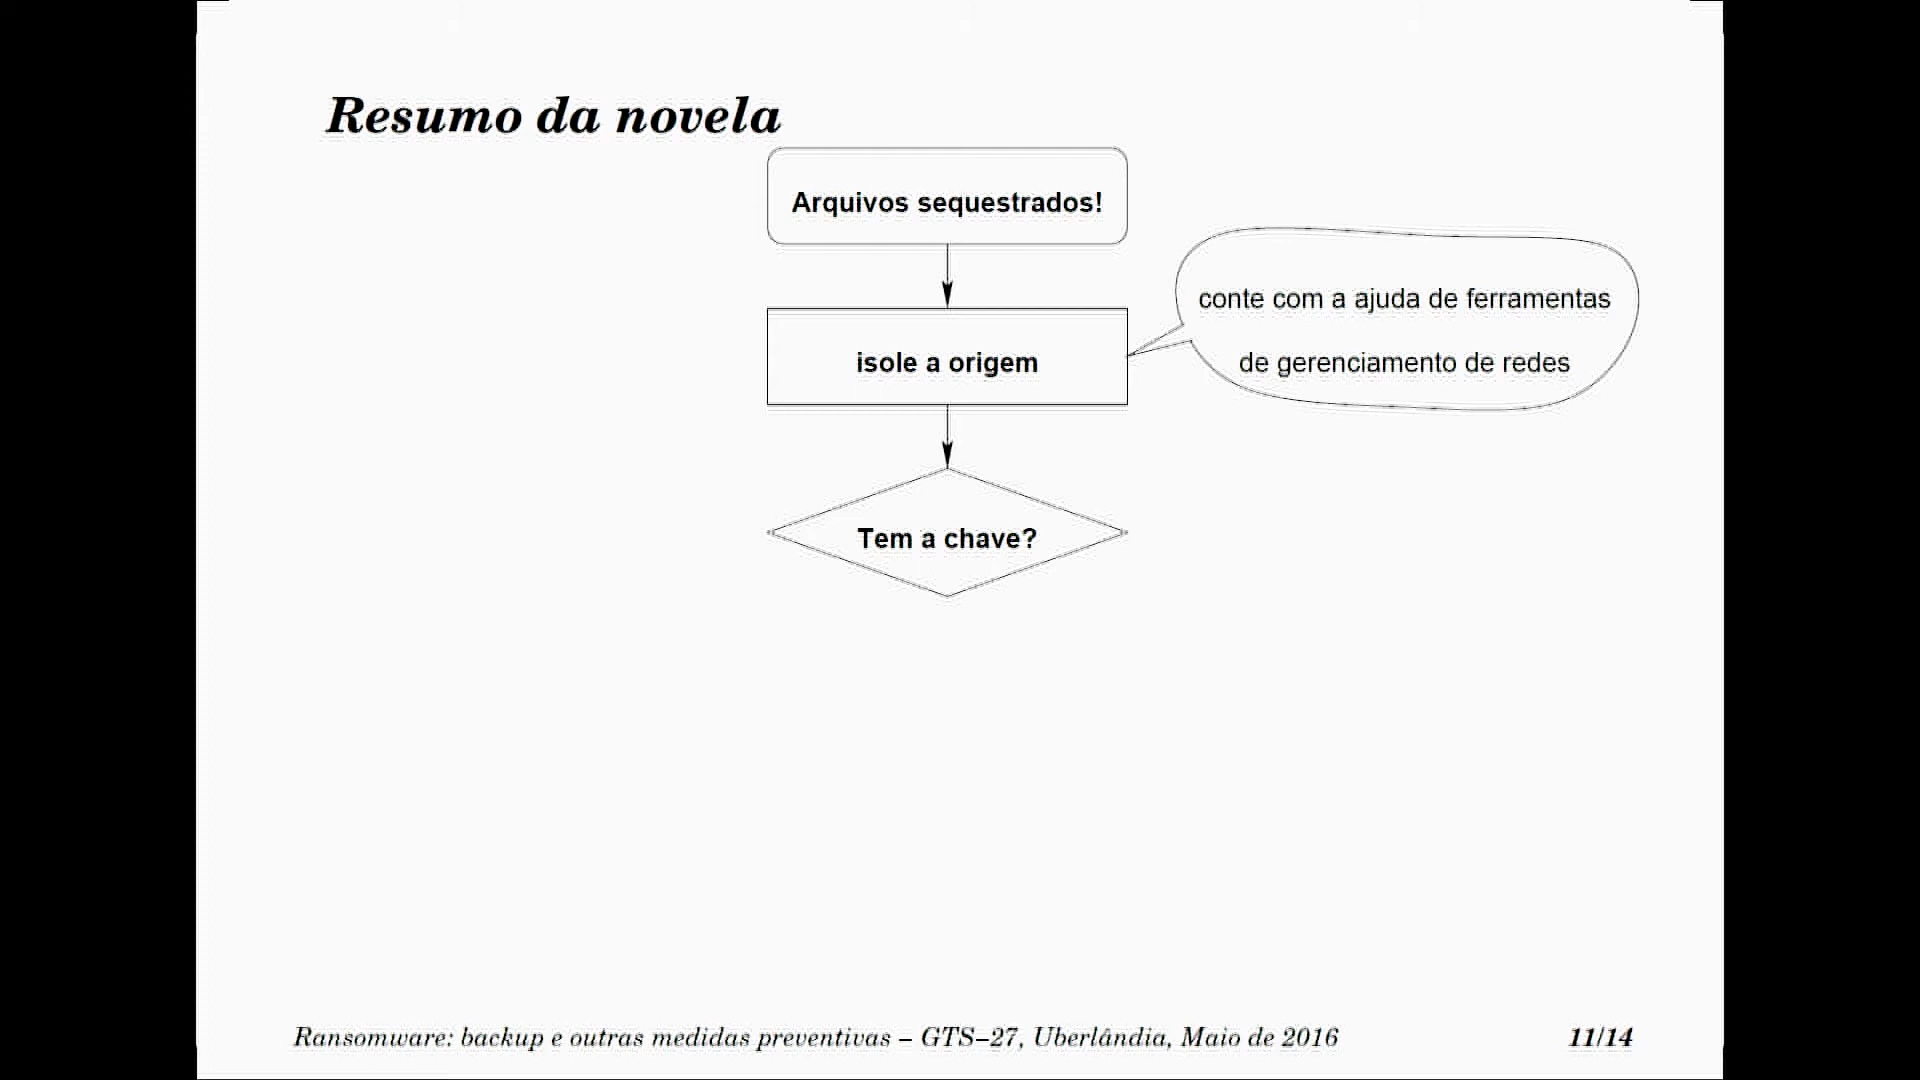 Resumo da novela
Arquivos sequestrados!
isole a origem
conte com a ajuda de ferramentas
de gerenciamento de redes
Tem a chave?
Ransomware: backup e outras medidas preventivas – GTS–27, Uberlândia, Maio de 2016
11/14